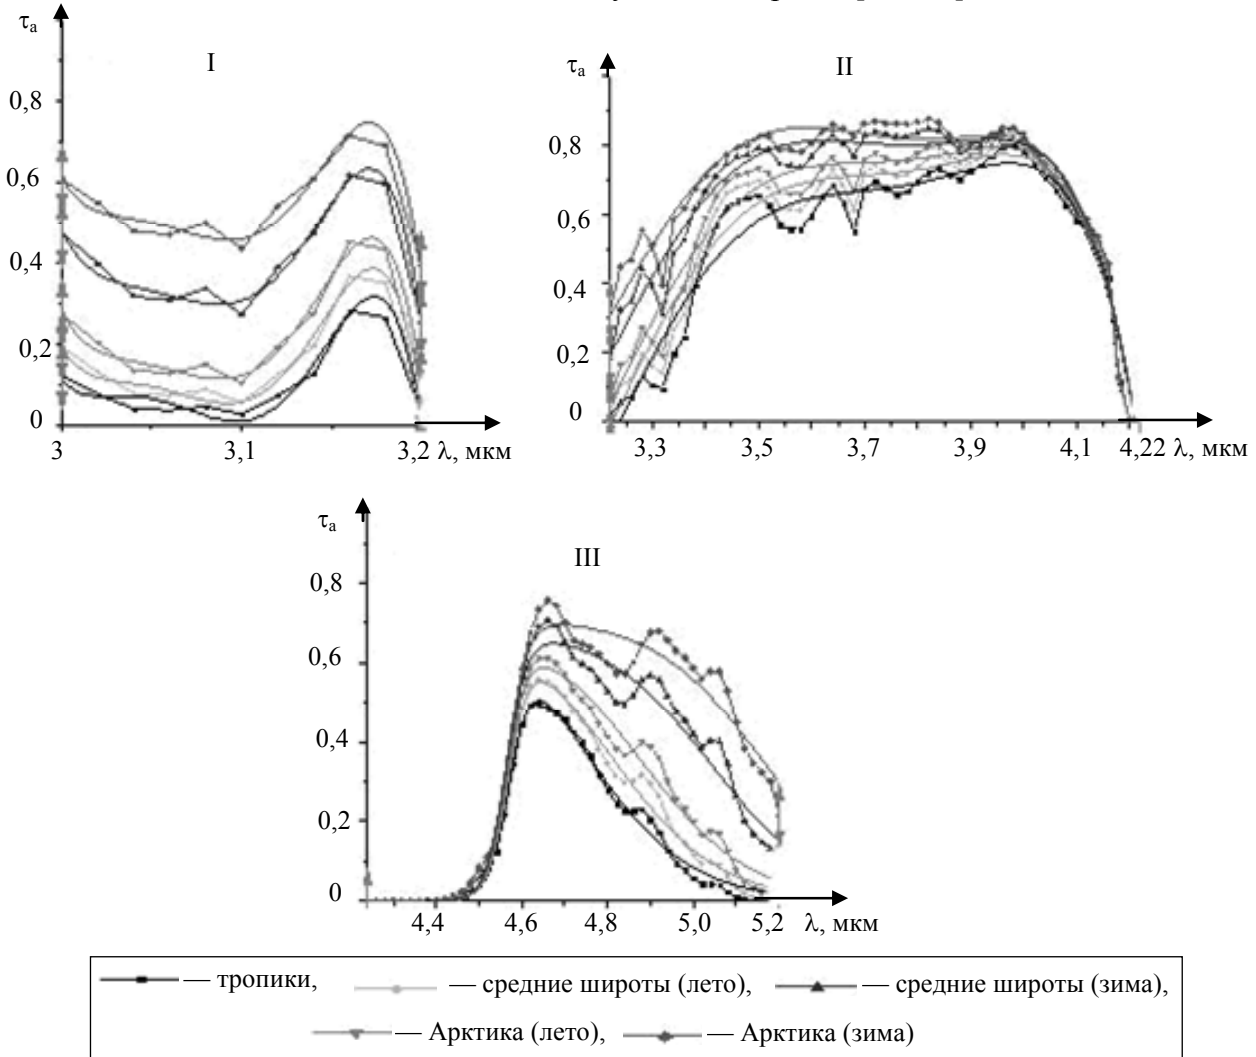 τa
I
0,8
0,6
0,4
0,2
0
3
3,1
3,2 λ, мкм
τa
II
0,8
0,6
0,4
0,2
0
3,3
3,5
3,7
3,9
4,1
4,22 λ, мкм
τa
III
0,8
0,6
0,4
0,2
0
4,4
4,6
4,8
5,0
5,2
λ, мкм
— тропики,
— средние широты (лето),
— средние широты (зима),
— Арктика (лето),
— Арктика (зима)